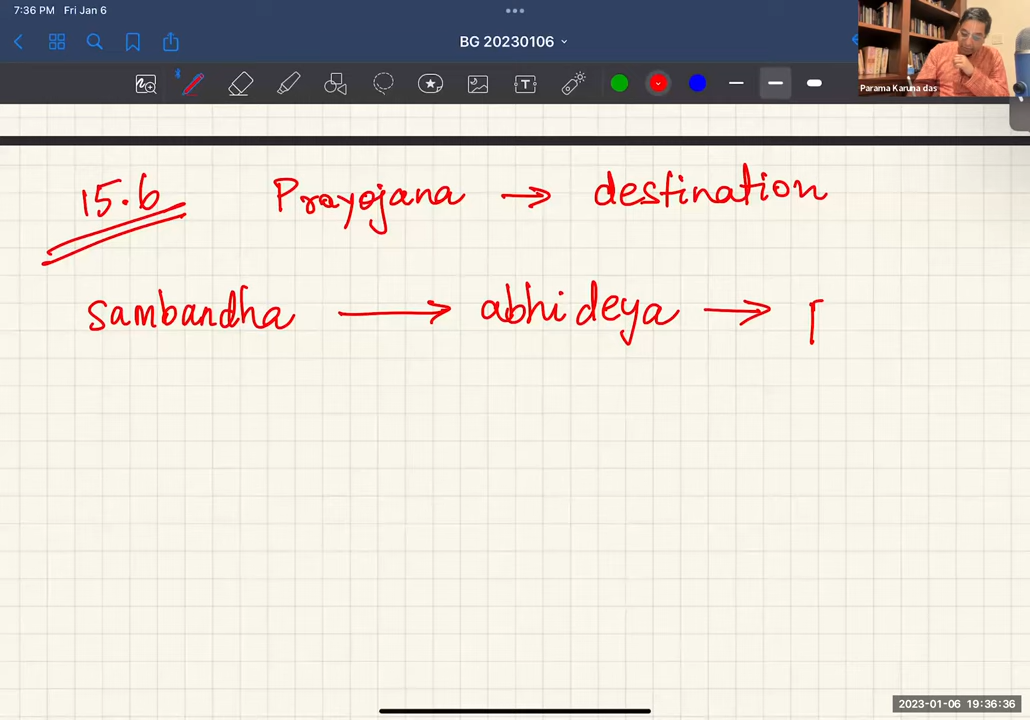 7:36 PM Fri Jan 6
BG 20230106
Parama Karuna das
15.6 Prayojana → destination
sambandha → abhideya →
2023-01-06 19:36:36